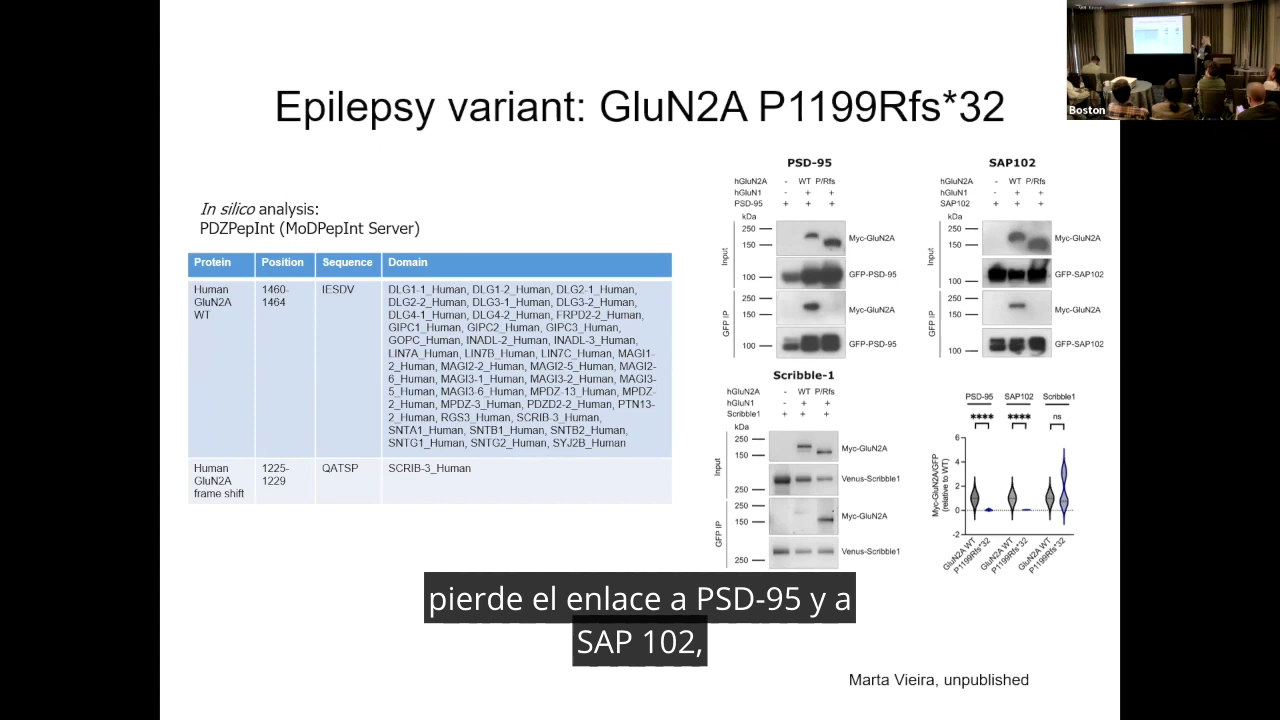 Boston
Epilepsy variant: GluN2A P1199Rfs*32
In silico analysis:
PDZPepInt (MoDPepInt Server)
Protein Position Sequence Domain
Human GluN2A WT
1460-1464
IESDV
DLG1-1_Human, DLG1-2_Human, DLG2-1_Human,
DLG2-2_Human, DLG3-1_Human, DLG3-2_Human,
DLG4-1_Human, DLG4-2_Human, FRPD2-2_Human,
GIPC1_Human, GIPC2_Human, GIPC3_Human,
GOPC_Human, INADL-2_Human, INADL-3_Human,
LIN7A_Human, LIN7B_Human, LIN7C_Human, MAGI1-
2_Human, MAGI2-2_Human, MAGI2-5_Human, MAGI2-
6_Human, MAGI3-1_Human, MAGI3-2_Human, MAGI3-
5_Human, MAGI3-6_Human, MPDZ-13_Human, MPDZ-
2_Human, MPDZ-3_Human, PDZD2-2_Human, PTN13-
2_Human, RGS3_Human, SCRIB-3_Human,
SNTA1_Human, SNTB1_Human, SNTB2_Human,
SNTG1_Human, SNTG2_Human, SYJ2B_Human
Human GluN2A frame shift
1225-1229
QATSP
SCRIB-3_Human
PSD-95
hGluN2A - WT P/Rfs
hGluN1 - + +
PSD-95 + + +
kDa
Input
250
150
Myc-GluN2A
100
GFP-PSD-95
GFP IP
250
150
Myc-GluN2A
100
GFP-PSD-95
SAP102
hGluN2A - WT P/Rfs
hGluN1 - + +
SAP102 + + +
kDa
Input
250
150
Myc-GluN2A
100
GFP-SAP102
GFP IP
250
150
Myc-GluN2A
100
GFP-SAP102
Scribble-1
hGluN2A - WT P/Rfs
hGluN1 - + +
Scribble1 + + +
kDa
Input
250
150
Myc-GluN2A
250
Venus-Scribble1
GFP IP
250
150
Myc-GluN2A
250
Venus-Scribble1
PSD-95 SAP102 Scribble1
**** **** ns
Myc-GluN2A/GFP
(relative to WT)
6
4
2
0
-2
GluN2A WT
P1199Rfs*32
GluN2A WT
P1199Rfs*32
GluN2A WT
P1199Rfs*32
pierde el enlace a PSD-95 y a
SAP 102,
Marta Vieira, unpublished